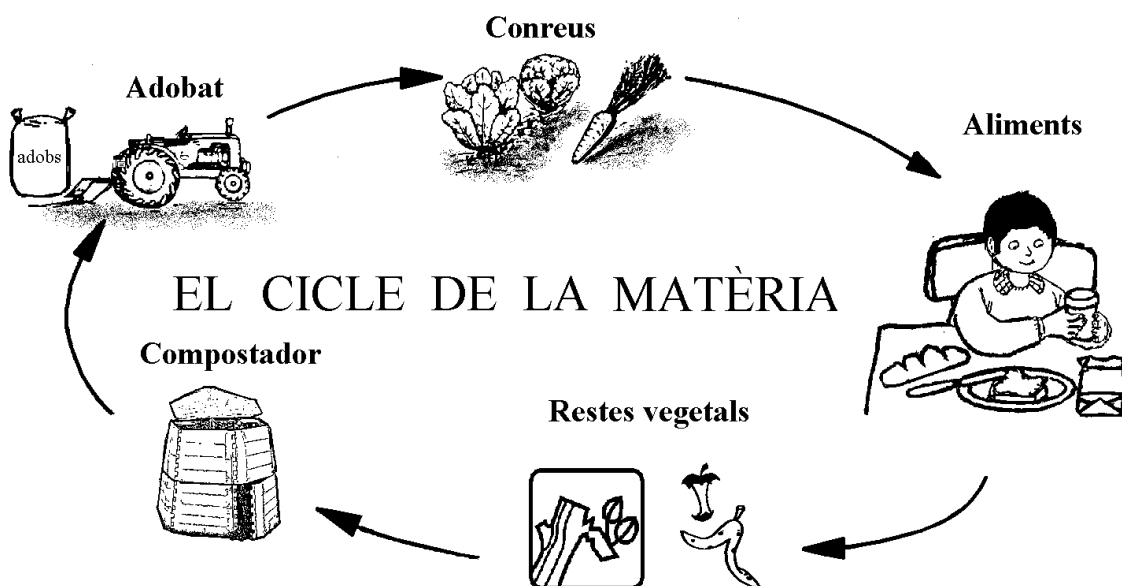 Conreus
Adobat
Aliments
adobs
EL CICLE DE LA MATÈRIA
Compostador
Restes vegetals